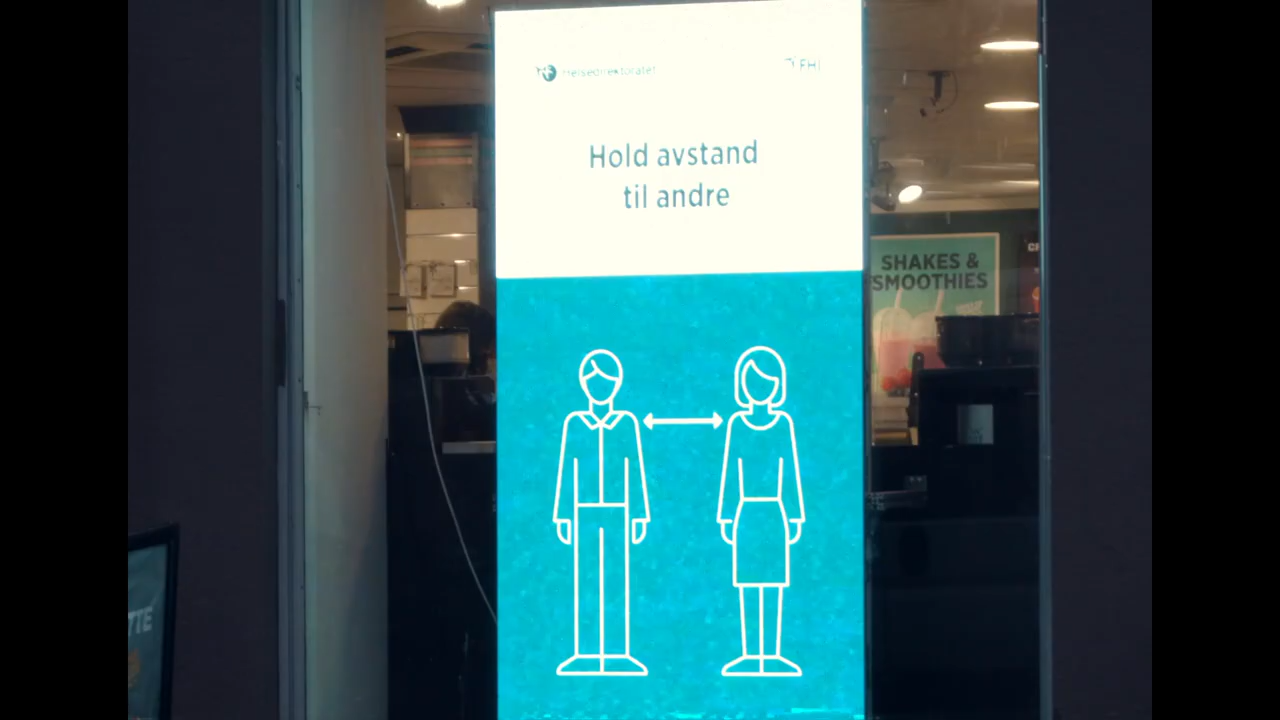 Helsedirektoratet
FHI
Hold avstand
til andre
SHAKES &
SMOOTHIES